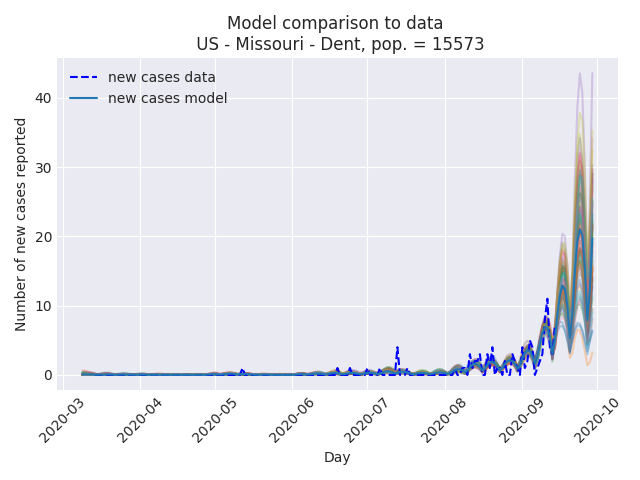 Model comparison to data
US - Missouri - Dent, pop. = 15573
new cases data
new cases model
Number of new cases reported
40
30
20
10
0
2020-03
2020-04
2020-05
2020-06
2020-07
2020-08
2020-09
2020-10
Day